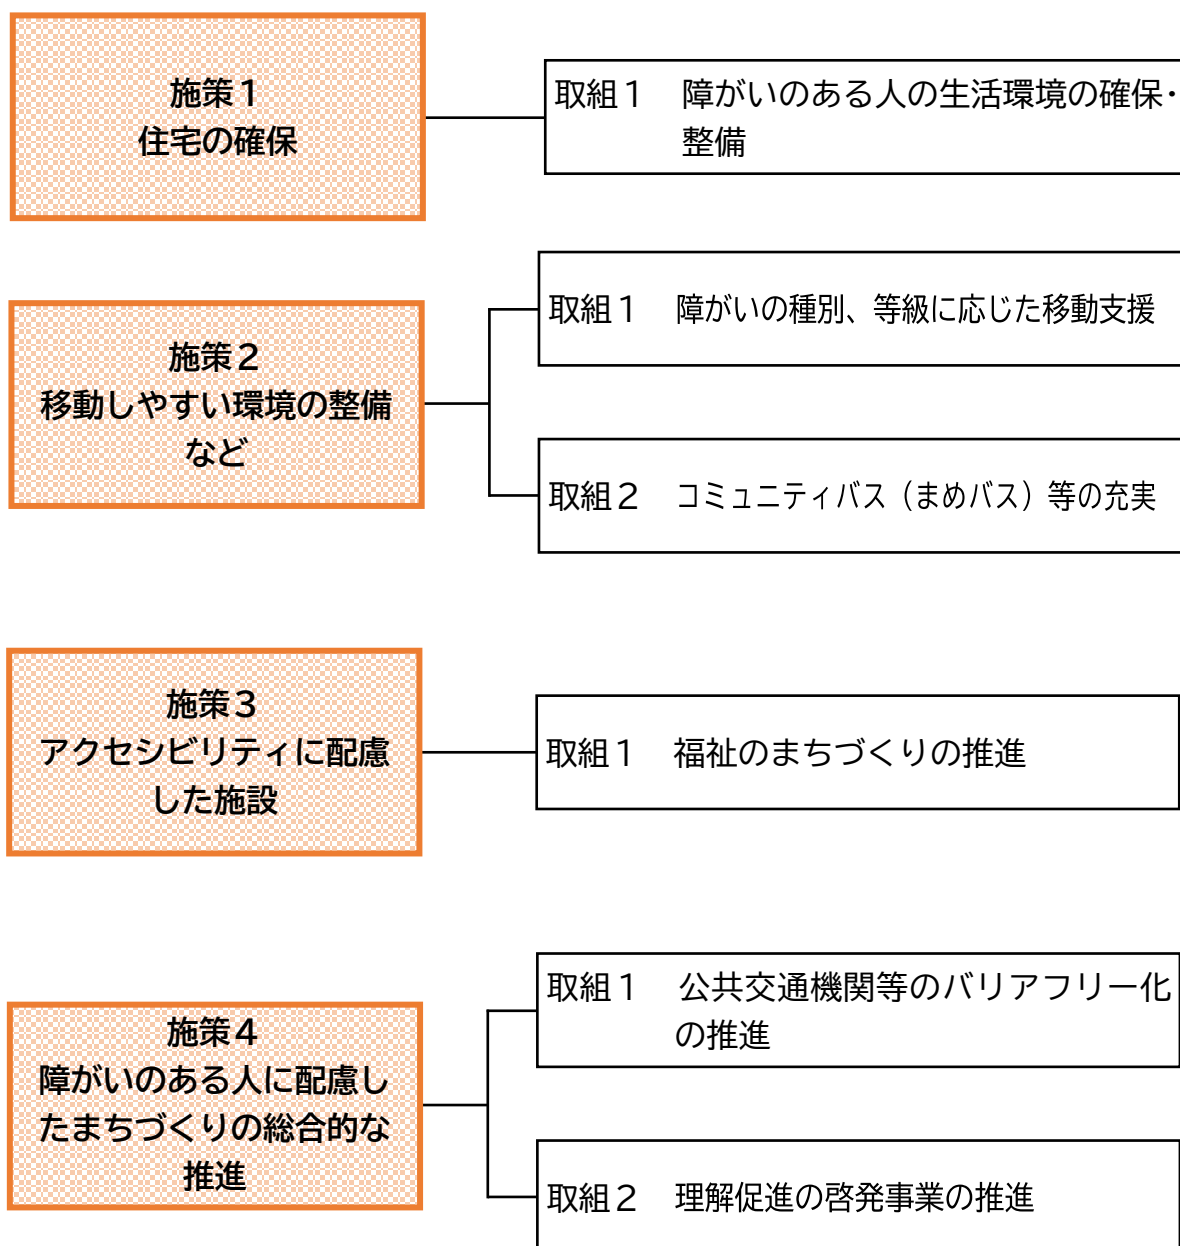 施策１
住宅の確保
取組１　障がいのある人の生活環境の確保・
整備
施策２
移動しやすい環境の整備
など
取組１　障がいの種別、等級に応じた移動支援
取組２　コミュニティバス（まめバス）等の充実
施策３
アクセシビリティに配慮
した施設
取組１　福祉のまちづくりの推進
施策４
障がいのある人に配慮し
たまちづくりの総合的な
推進
取組１　公共交通機関等のバリアフリー化
の推進
取組２　理解促進の啓発事業の推進